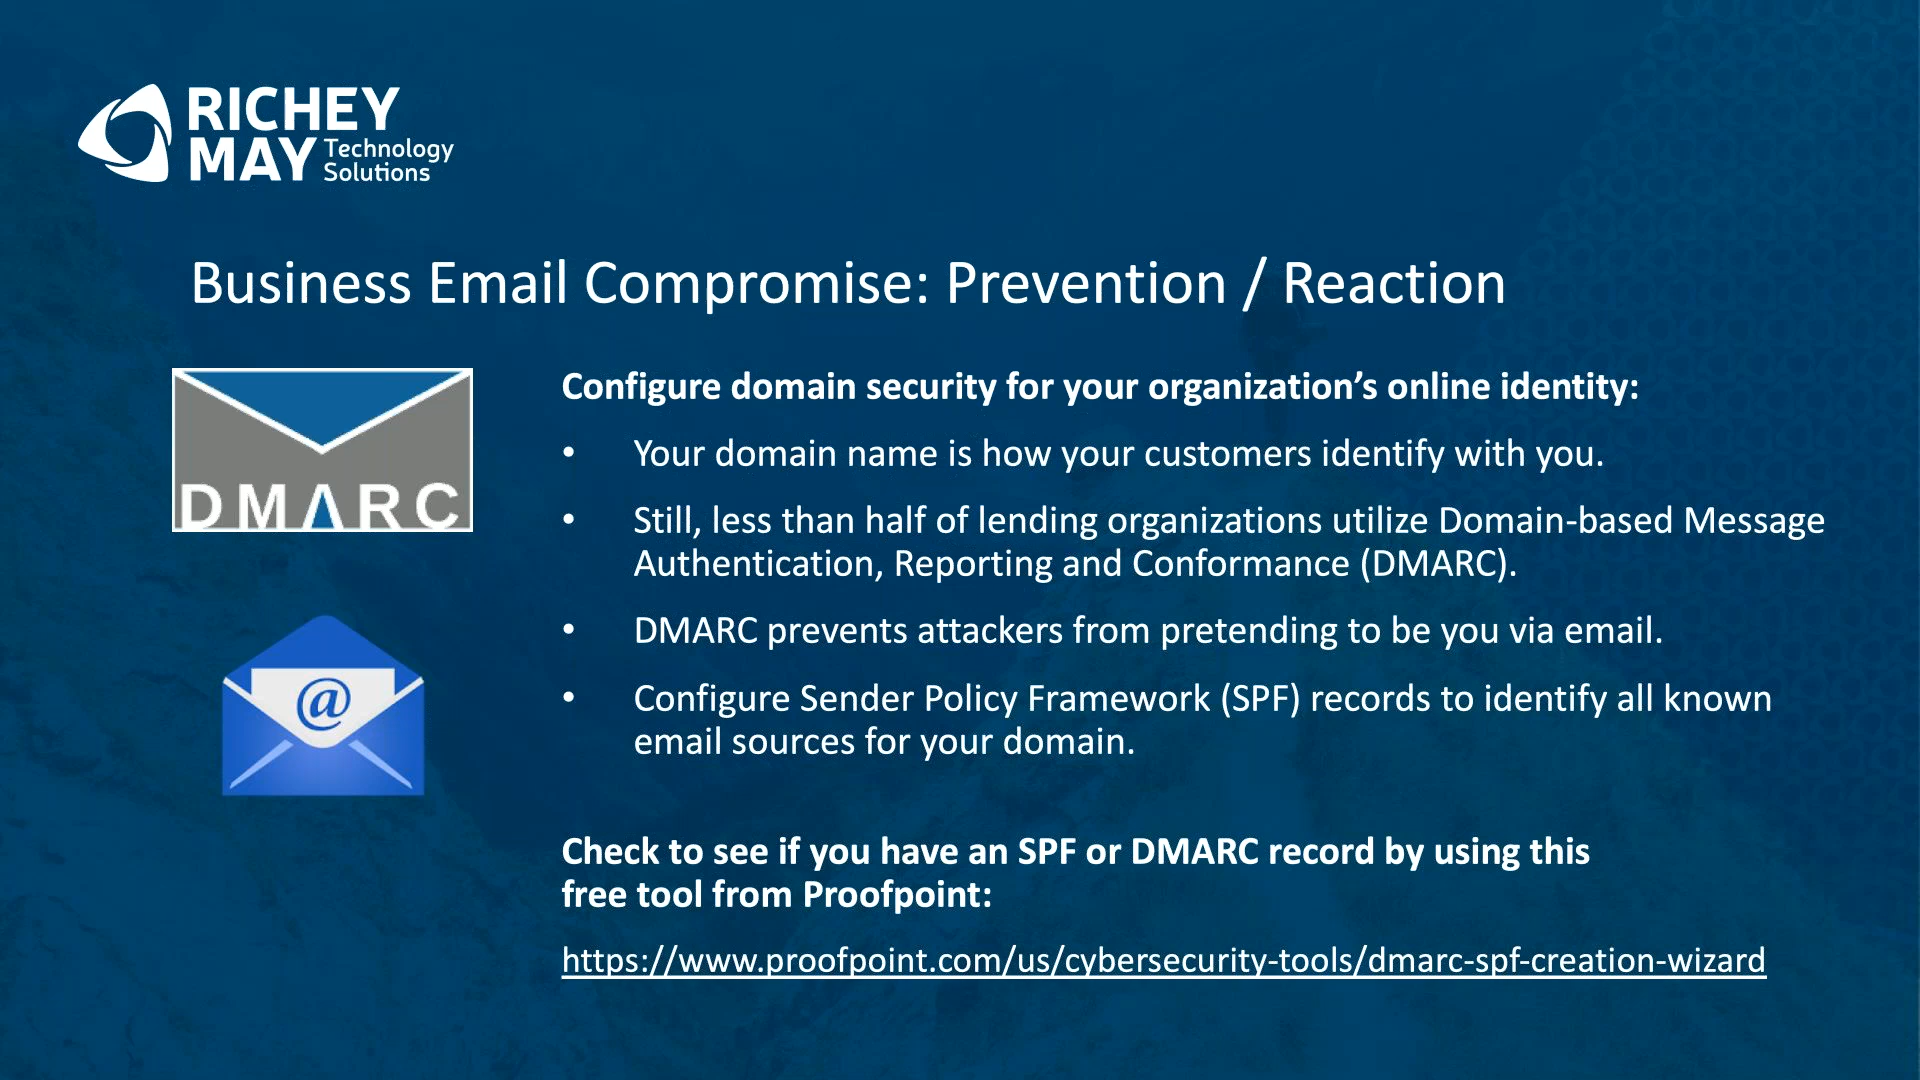 RICHEY
MAY Technology
Solutions
Business Email Compromise: Prevention / Reaction
DMARC
@
Configure domain security for your organization’s online identity:
• Your domain name is how your customers identify with you.
• Still, less than half of lending organizations utilize Domain-based Message
Authentication, Reporting and Conformance (DMARC).
• DMARC prevents attackers from pretending to be you via email.
• Configure Sender Policy Framework (SPF) records to identify all known
email sources for your domain.
Check to see if you have an SPF or DMARC record by using this
free tool from Proofpoint:
https://www.proofpoint.com/us/cybersecurity-tools/dmarc-spf-creation-wizard